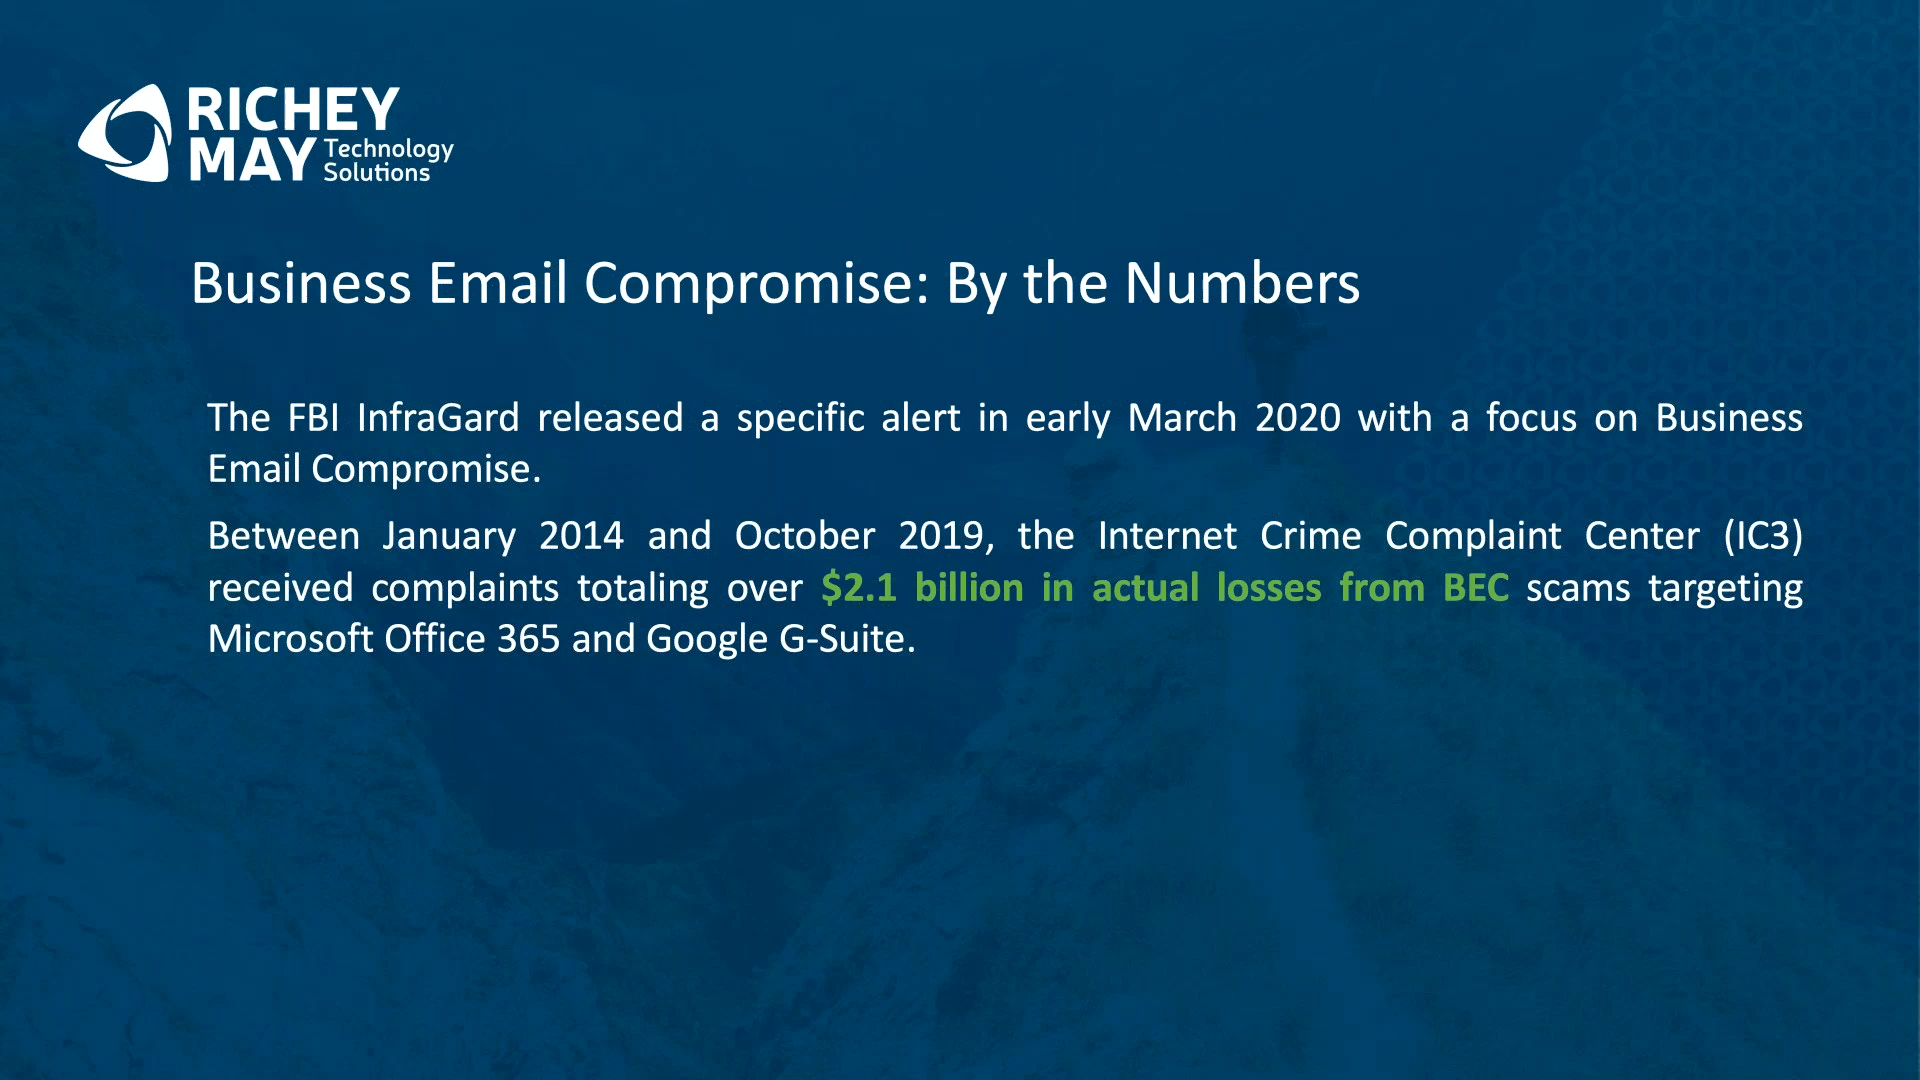 RICHEY
MAY Technology
Solutions
Business Email Compromise: By the Numbers
The FBI InfraGard released a specific alert in early March 2020 with a focus on Business
Email Compromise.
Between January 2014 and October 2019, the Internet Crime Complaint Center (IC3)
received complaints totaling over $2.1 billion in actual losses from BEC scams targeting
Microsoft Office 365 and Google G-Suite.